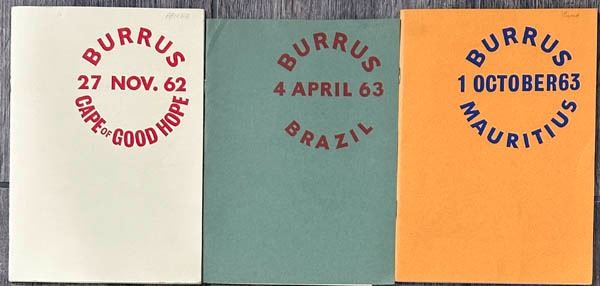 BURRUS
27 NOV. 62
CAPE OF GOOD HOPE
BURRUS
4 APRIL 63
BRAZIL
BURRUS
1 OCTOBER 63
MAURITIUS